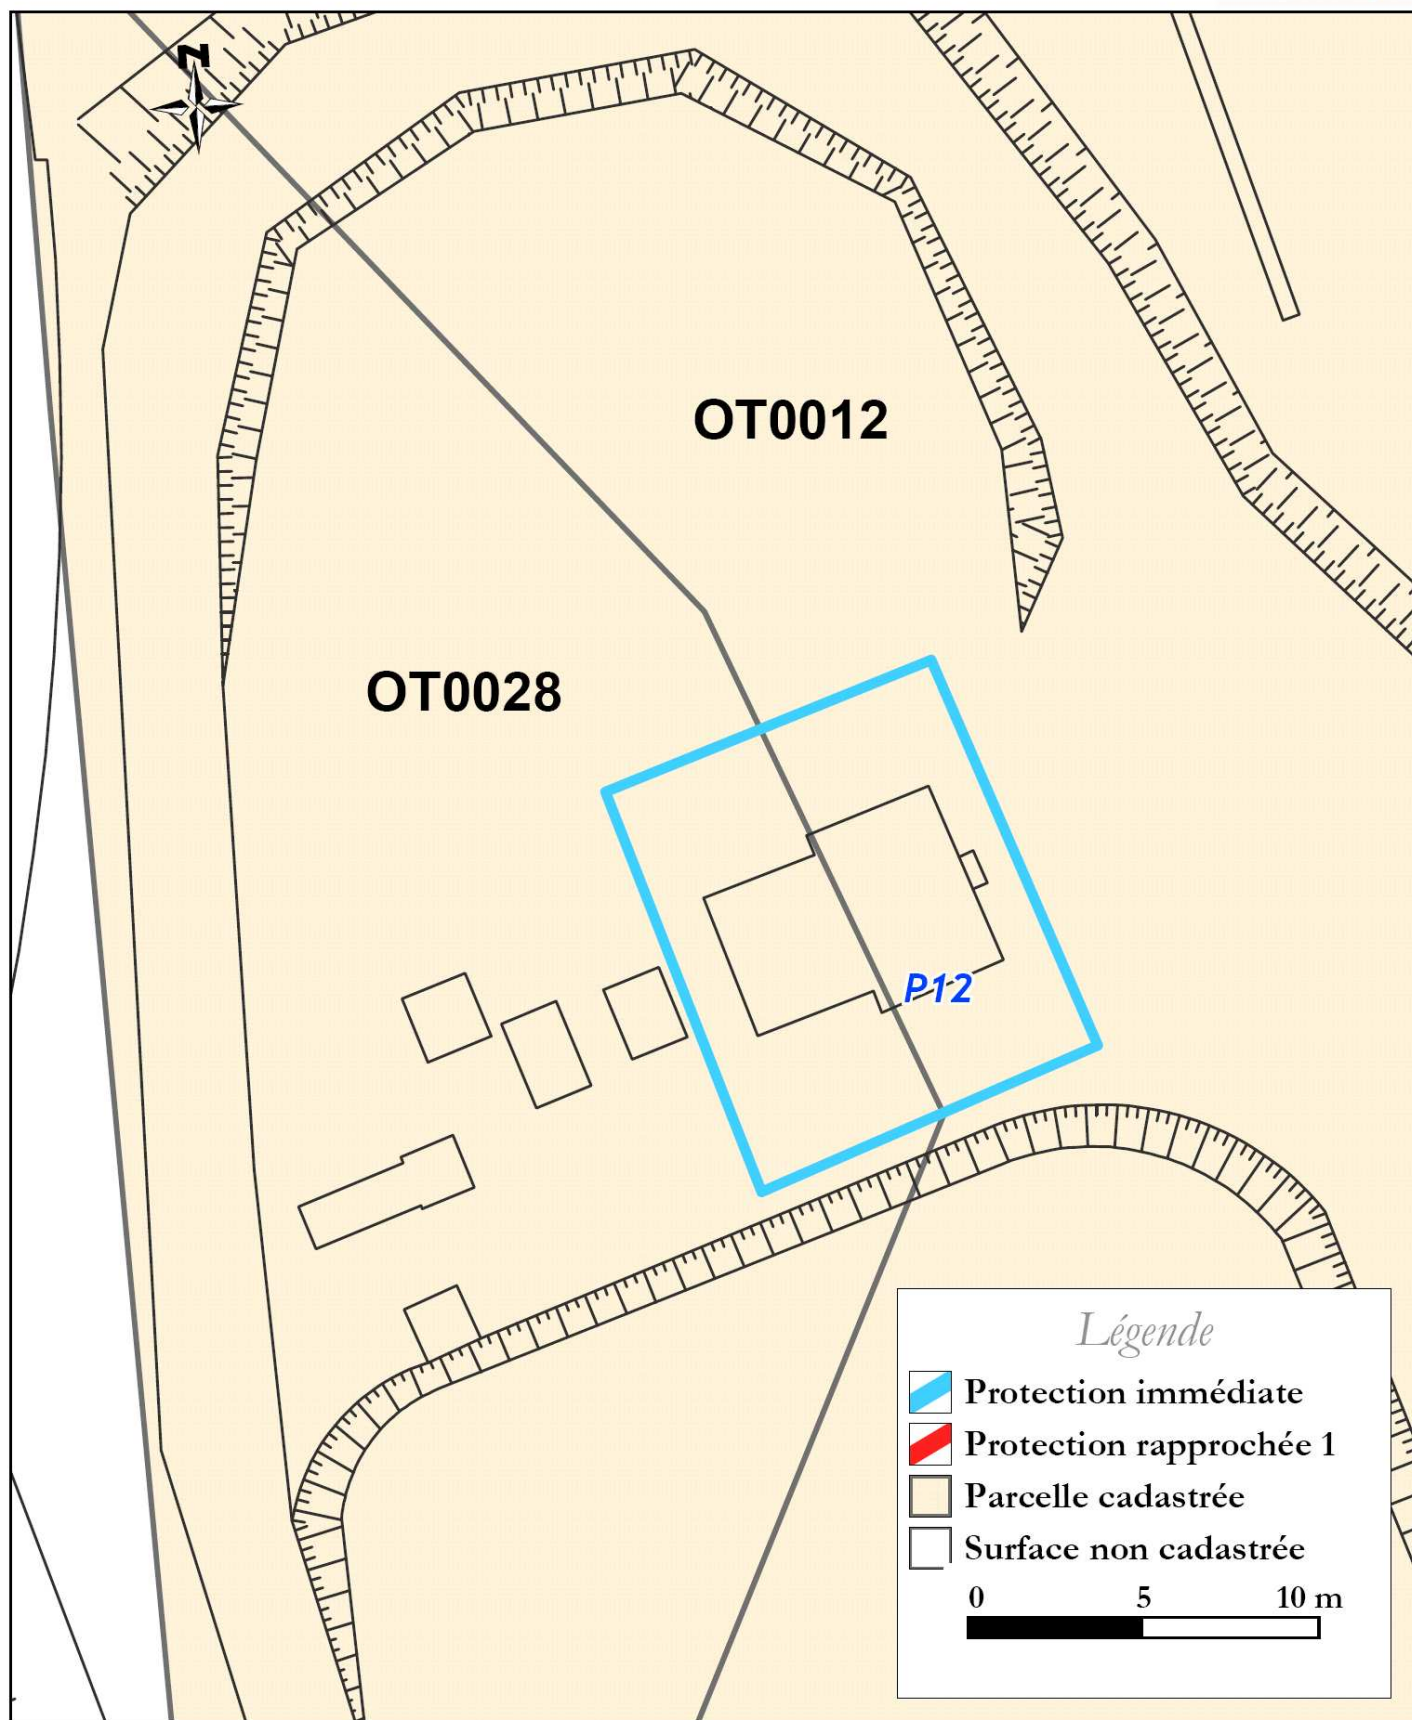 N
OT0012
OT0028
P12
Légende
Protection immédiate
Protection rapprochée 1
Parcelle cadastrée
Surface non cadastrée
0 5 10 m